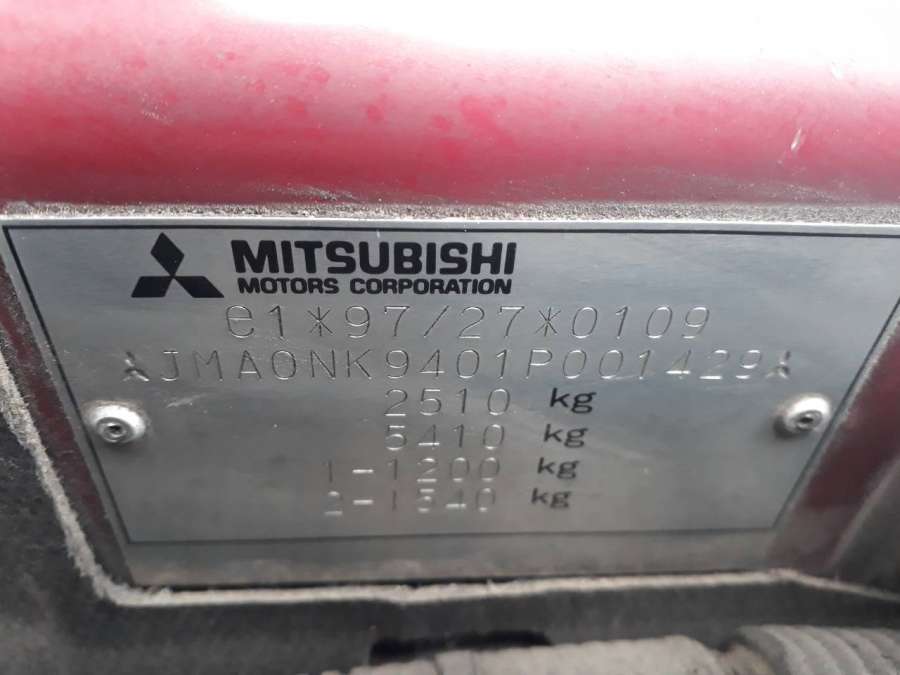 MITSUBISHI
MOTORS CORPORATION
e1*97/27*0109
JMA0NK9401P001429
2510 kg
5410 kg
1-1200 kg
2-1540 kg